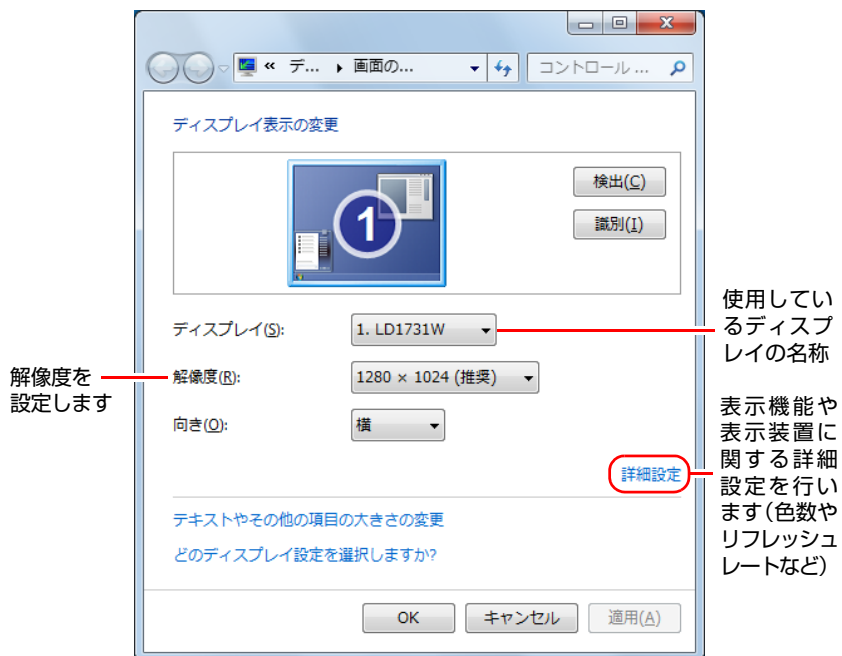 « デ... ▸ 画面の... コントロール ...
ディスプレイ表示の変更
1
検出(C)
識別(I)
ディスプレイ(S): 1. LD1731W
使用してい
るディスプ
レイの名称
解像度を
設定します
解像度(R): 1280 × 1024 (推奨)
向き(O): 横
詳細設定
表示機能や
表示装置に
関する詳細
設定を行い
ます(色数や
リフレッシュ
レートなど)
テキストやその他の項目の大きさの変更
どのディスプレイ設定を選択しますか?
OK キャンセル 適用(A)